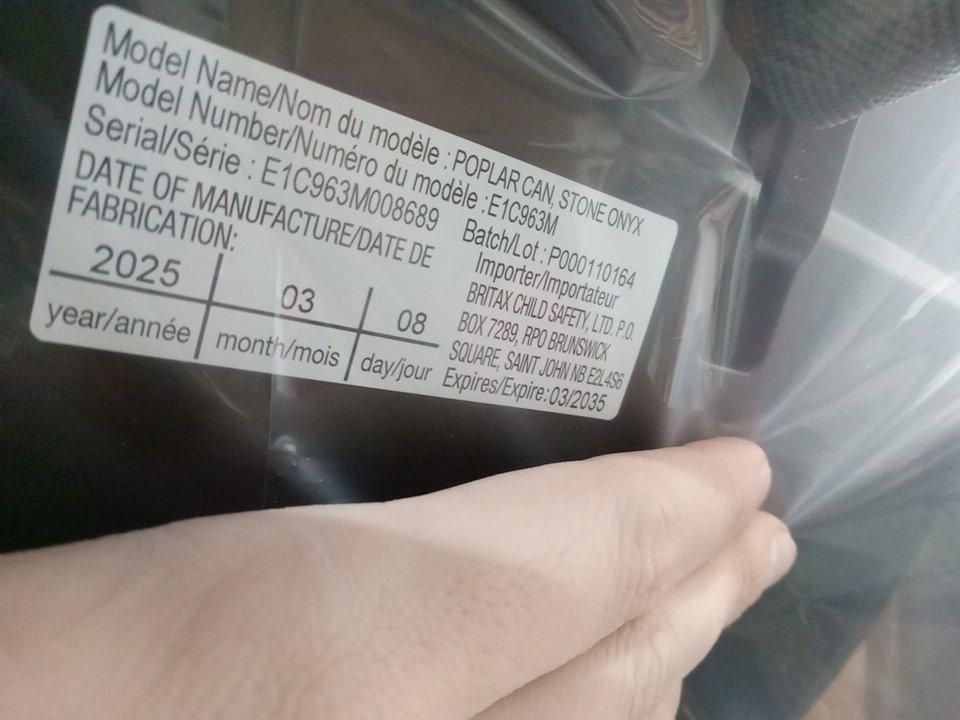 Model Name/Nom du modèle : POPLAR CAN, STONE ONYX
Model Number/Numéro du modèle : E1C963M
Serial/Série : E1C963M008689
Batch/Lot : P000110164
DATE OF MANUFACTURE/DATE DE
FABRICATION:
2025 03 08
year/année month/mois day/jour
Importer/Importateur
BRITAX CHILD SAFETY, LTD. P.O.
BOX 7289, RPO BRUNSWICK
SQUARE, SAINT JOHN NB E2L4S6
Expires/Expire: 03/2035